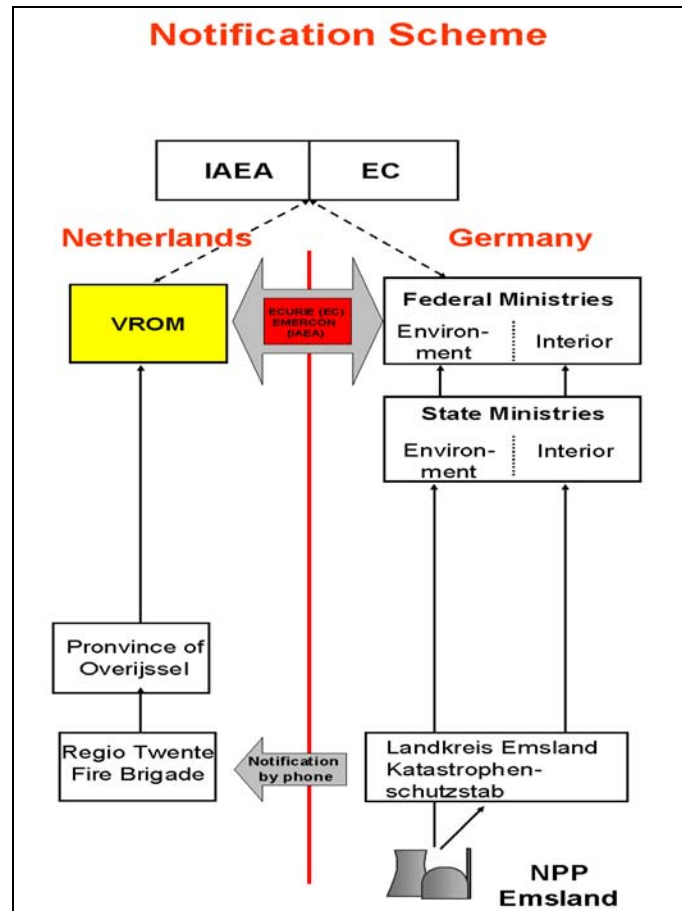 Notification Scheme
IAEA
EC
Netherlands
Germany
VROM
ECURIE (EC)
EMERCON
(IAEA)
Federal Ministries
Environ-
ment
Interior
State Ministries
Environ-
ment
Interior
Pronvince of
Overijssel
Regio Twente
Fire Brigade
Notification
by phone
Landkreis Emsland
Katastrophen-
schutzstab
NPP
Emsland